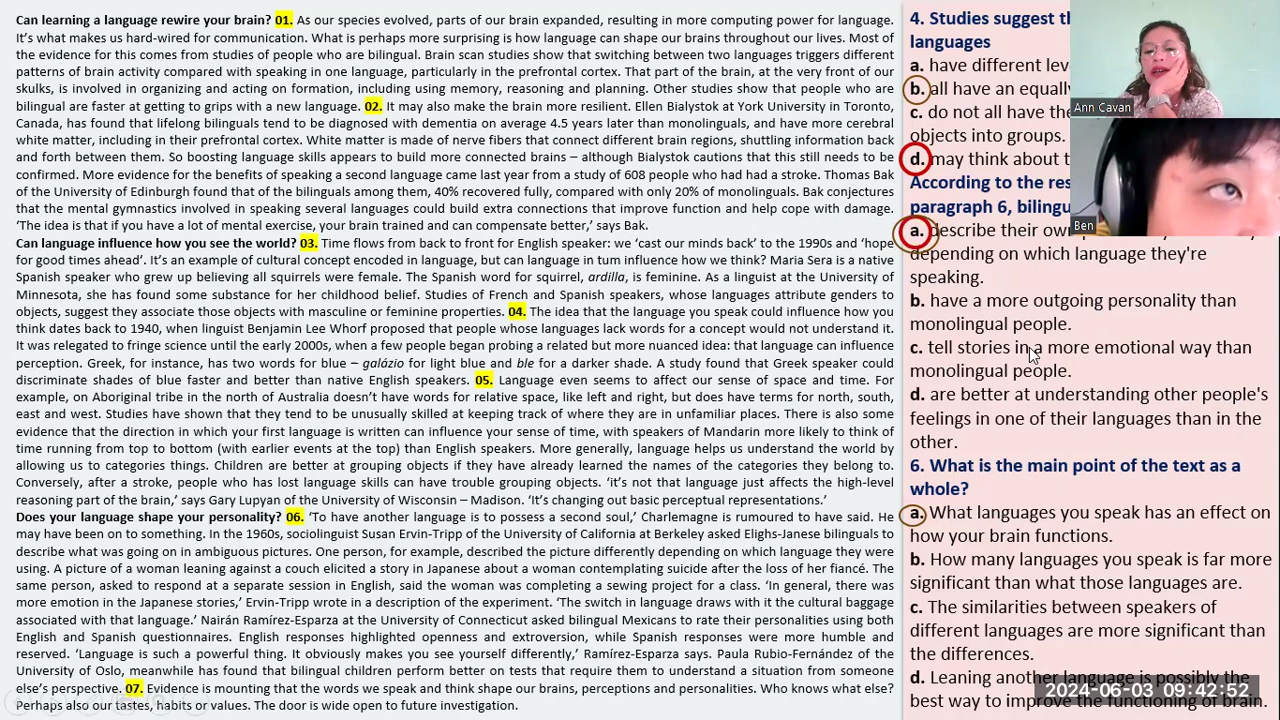 Can learning a language rewire your brain? 01. As our species evolved, parts of our brain expanded, resulting in more computing power for language.
It's what makes us hard-wired for communication. What is perhaps more surprising is how language can shape our brains throughout our lives. Most of
the evidence for this comes from studies of people who are bilingual. Brain scan studies show that switching between two languages triggers different
patterns of brain activity compared with speaking in one language, particularly in the prefrontal cortex. That part of the brain, at the very front of our
skulks, is involved in organizing and acting on formation, including using memory, reasoning and planning. Other studies show that people who are
bilingual are faster at getting to grips with a new language. 02. It may also make the brain more resilient. Ellen Bialystok at York University in Toronto,
Canada, has found that lifelong bilinguals tend to be diagnosed with dementia on average 4.5 years later than monolinguals, and have more cerebral
white matter, including in their prefrontal cortex. White matter is made of nerve fibers that connect different brain regions, shuttling information back
and forth between them. So boosting language skills appears to build more connected brains – although Bialystok cautions that this still needs to be
confirmed. More evidence for the benefits of speaking a second language came last year from a study of 608 people who had had a stroke. Thomas Bak
of the University of Edinburgh found that of the bilinguals among them, 40% recovered fully, compared with only 20% of monolinguals. Bak conjectures
that the mental gymnastics involved in speaking several languages could build extra connections that improve function and help cope with damage.
'The idea is that if you have a lot of mental exercise, your brain trained and can compensate better,' says Bak.
Can language influence how you see the world? 03. Time flows from back to front for English speaker: we 'cast our minds back' to the 1990s and 'hope
for good times ahead'. It's an example of cultural concept encoded in language, but can language in tum influence how we think? Maria Sera is a native
Spanish speaker who grew up believing all squirrels were female. The Spanish word for squirrel, ardilla, is feminine. As a linguist at the University of
Minnesota, she has found some substance for her childhood belief. Studies of French and Spanish speakers, whose languages attribute genders to
objects, suggest they associate those objects with masculine or feminine properties. 04. The idea that the language you speak could influence how you
think dates back to 1940, when linguist Benjamin Lee Whorf proposed that people whose languages lack words for a concept would not understand it.
It was relegated to fringe science until the early 2000s, when a few people began probing a related but more nuanced idea: that language can influence
perception. Greek, for instance, has two words for blue – galázio for light blue and ble for a darker shade. A study found that Greek speaker could
discriminate shades of blue faster and better than native English speakers. 05. Language even seems to affect our sense of space and time. For
example, on Aboriginal tribe in the north of Australia doesn't have words for relative space, like left and right, but does have terms for north, south,
east and west. Studies have shown that they tend to be unusually skilled at keeping track of where they are in unfamiliar places. There is also some
evidence that the direction in which your first language is written can influence your sense of time, with speakers of Mandarin more likely to think of
time running from top to bottom (with earlier events at the top) than English speakers. More generally, language helps us understand the world by
allowing us to categories things. Children are better at grouping objects if they have already learned the names of the categories they belong to.
Conversely, after a stroke, people who has lost language skills can have trouble grouping objects. 'it's not that language just affects the high-level
reasoning part of the brain,' says Gary Lupyan of the University of Wisconsin – Madison. 'It's changing out basic perceptual representations.'
Does your language shape your personality? 06. 'To have another language is to possess a second soul,' Charlemagne is rumoured to have said. He
may have been on to something. In the 1960s, sociolinguist Susan Ervin-Tripp of the University of California at Berkeley asked Elighs-Janese bilinguals to
describe what was going on in ambiguous pictures. One person, for example, described the picture differently depending on which language they were
using. A picture of a woman leaning against a couch elicited a story in Japanese about a woman contemplating suicide after the loss of her fiancé. The
same person, asked to respond at a separate session in English, said the woman was completing a sewing project for a class. 'In general, there was
more emotion in the Japanese stories,' Ervin-Tripp wrote in a description of the experiment. 'The switch in language draws with it the cultural baggage
associated with that language.' Nairán Ramírez-Esparza at the University of Connecticut asked bilingual Mexicans to rate their personalities using both
English and Spanish questionnaires. English responses highlighted openness and extroversion, while Spanish responses were more humble and
reserved. 'Language is such a powerful thing. It obviously makes you see yourself differently,' Ramírez-Esparza says. Paula Rubio-Fernández of the
University of Oslo, meanwhile has found that bilingual children perform better on tests that require them to understand a situation from someone
else's perspective. 07. Evidence is mounting that the words we speak and think shape our brains, perceptions and personalities. Who knows what else?
Perhaps also our tastes, habits or values. The door is wide open to future investigation.
4. Studies suggest
languages
a. have different
b. all have an equally
c. do not all have
objects into groups.
d. may think about
According to the
paragraph 6,
a. describe their
depending on which language they're
speaking.
b. have a more outgoing personality than
monolingual people.
c. tell stories in a more emotional way than
monolingual people.
d. are better at understanding other people's
feelings in one of their languages than in the
other.
6. What is the main point of the text as a
whole?
a. What languages you speak has an effect on
how your brain functions.
b. How many languages you speak is far more
significant than what those languages are.
c. The similarities between speakers of
different languages are more significant than
the differences.
d. Leaning another language is possibly the
best way to improve the functioning of brain.
Ann Cavan
Ben
2024-06-03 09:42:52